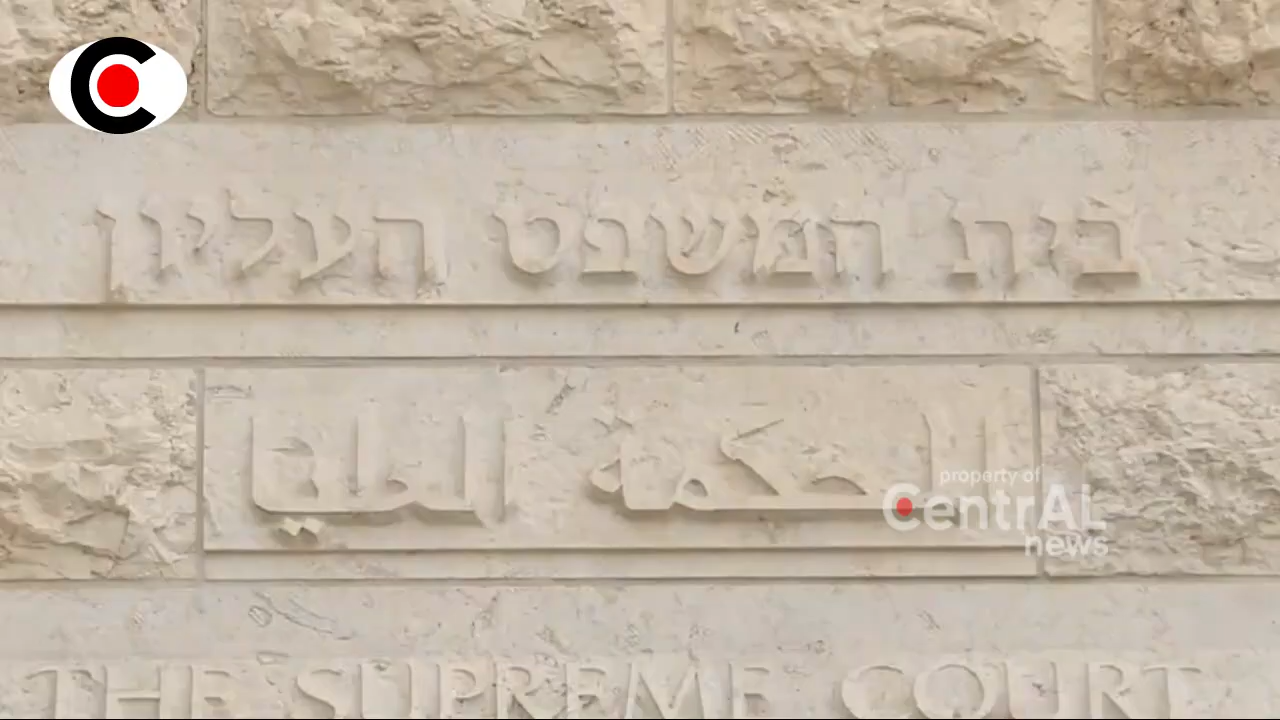 בית המשפט העליון
المحكمة العليا
property of
CentrAL
news
THE SUPREME COURT